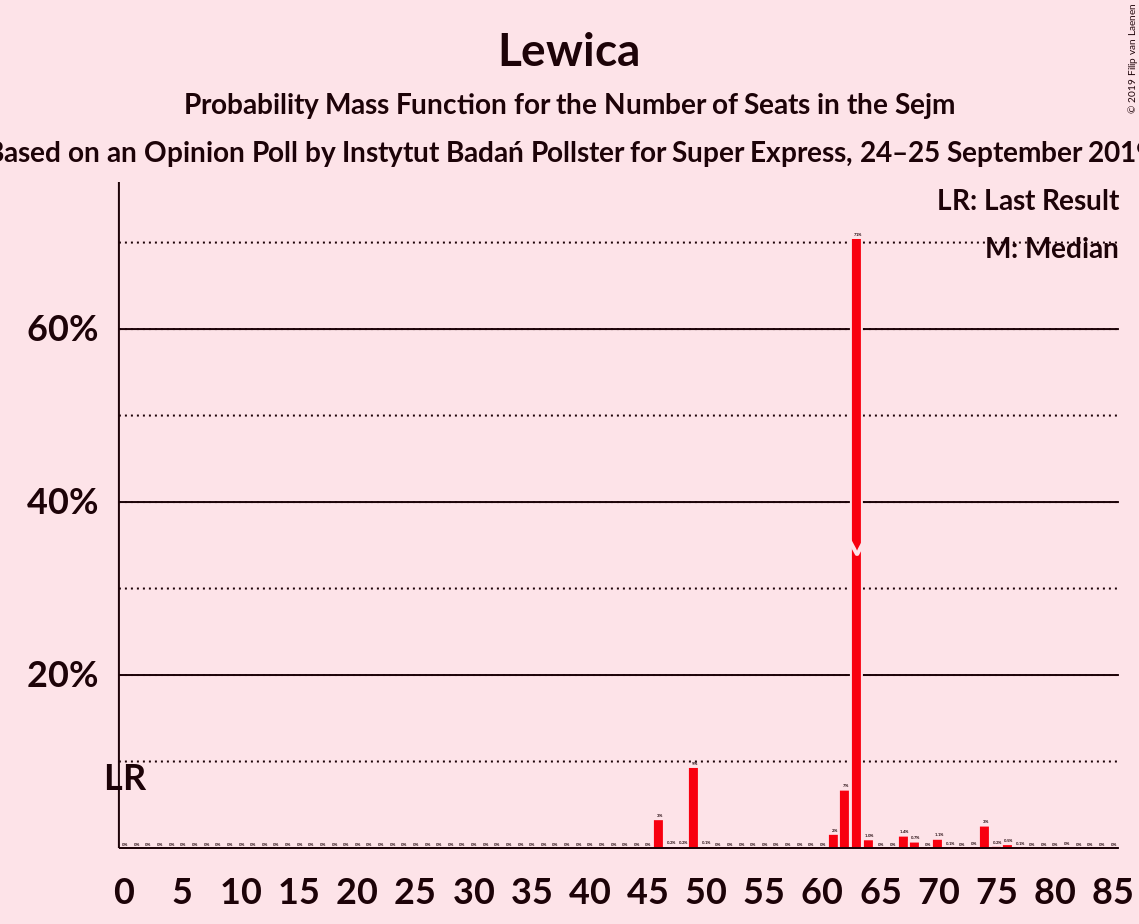 Lewica
Probability Mass Function for the Number of Seats in the Sejm
Based on an Opinion Poll by Instytut Badań Pollster for Super Express, 24–25 September 2019
© 2019 Filip van Laenen
LR: Last Result
M: Median
60%
40%
20%
LR
M
0 5 10 15 20 25 30 35 40 45 50 55 60 65 70 75 80 85